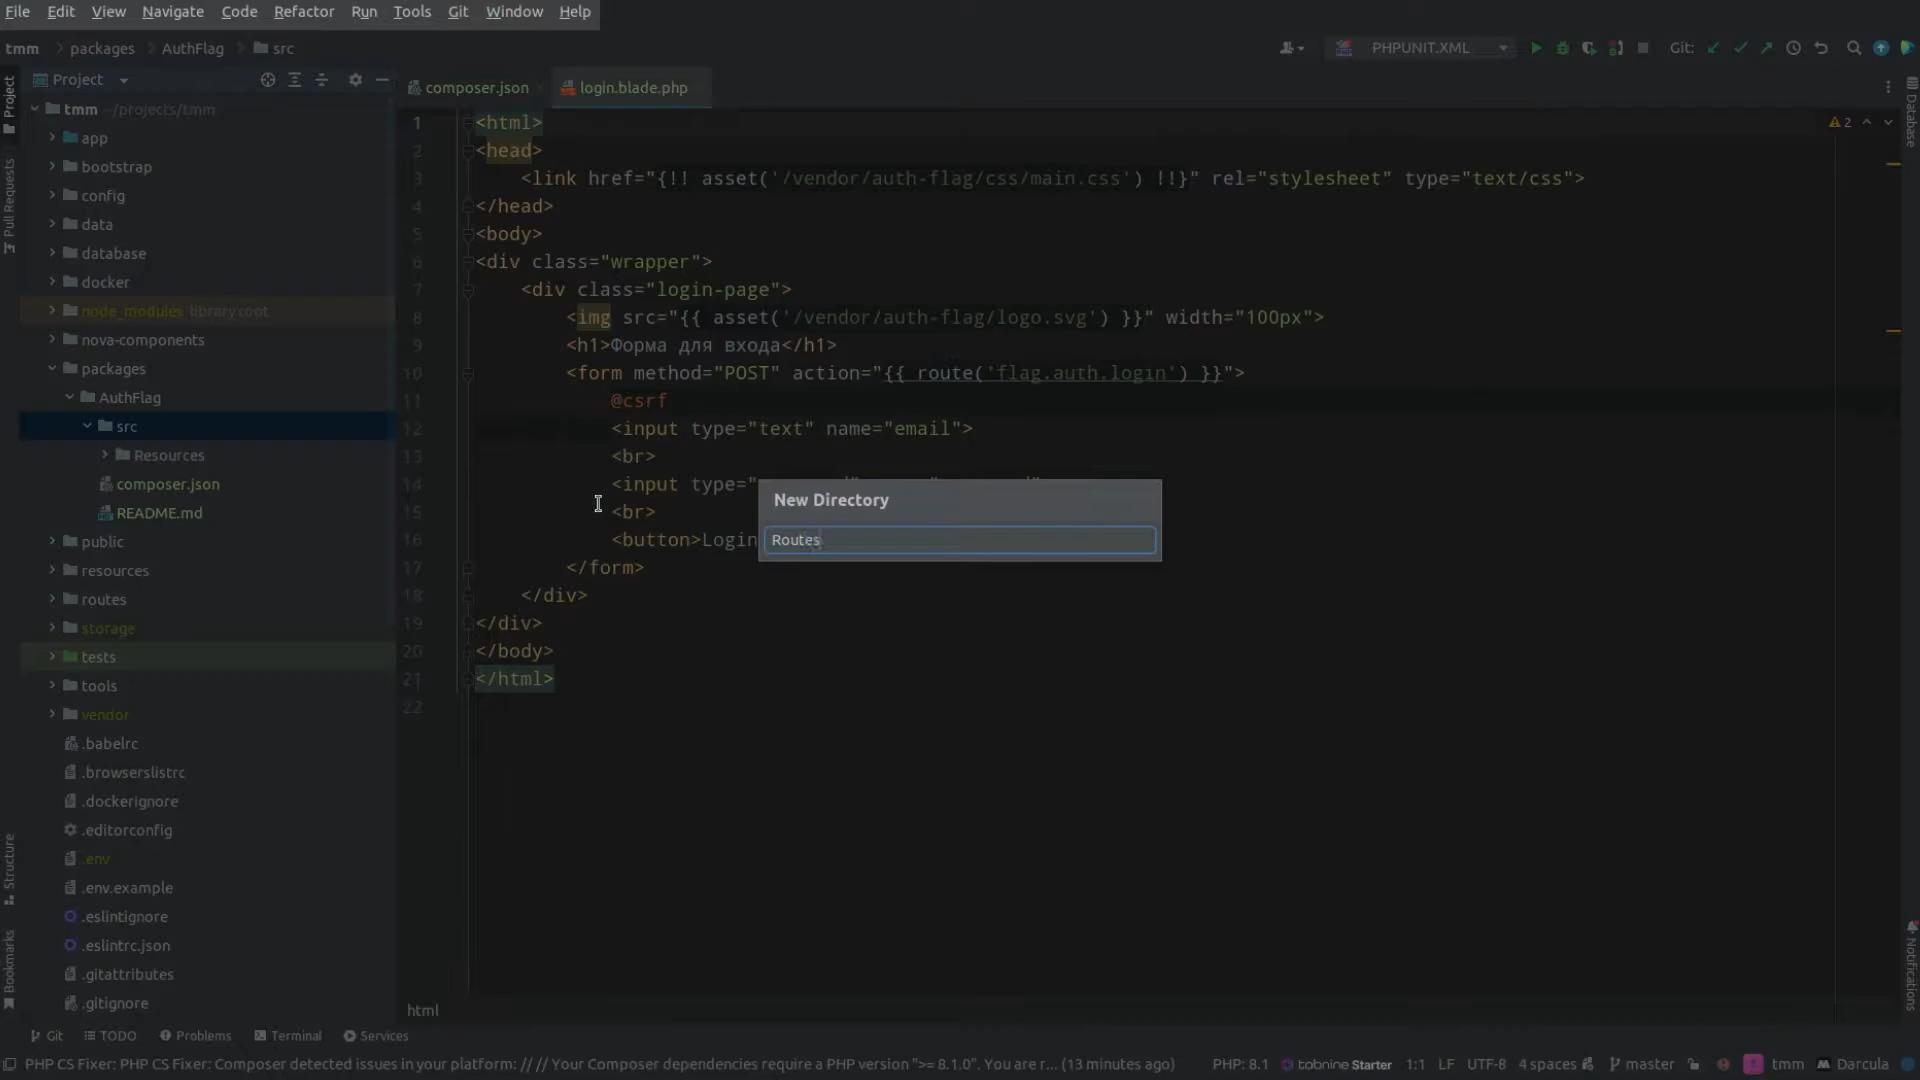 File Edit View Navigate Code Refactor Run Tools Git Window Help
tmm packages AuthFlag src
PHPUNIT.XML Git:
Project
composer.json login.blade.php
Project
Pull Requests
Structure
Bookmarks
tmm ~/projects/tmm
app
bootstrap
config
data
database
docker
node_modules library root
nova-components
packages
AuthFlag
src
Resources
composer.json
README.md
public
resources
routes
storage
tests
tools
vendor
.babelrc
.browserslistrc
.dockerignore
.editorconfig
.env
.env.example
.eslintignore
.eslintrc.json
.gitattributes
.gitignore
1 <html>
2 <head>
3 <link href="{!! asset('/vendor/auth-flag/css/main.css') !!}" rel="stylesheet" type="text/css">
4 </head>
5 <body>
6 <div class="wrapper">
7 <div class="login-page">
8 <img src="{{ asset('/vendor/auth-flag/logo.svg') }}" width="100px">
9 <h1>Форма для входа</h1>
10 <form method="POST" action="{{ route('flag.auth.login') }}">
11 @csrf
12 <input type="text" name="email">
13 <br>
14 <input type="
15 <br>
16 <button>Login
17 </form>
18 </div>
19 </div>
20 </body>
21 </html>
22
2
New Directory
Routes
Database
Notifications
html
Git TODO Problems Terminal Services
PHP CS Fixer: PHP CS Fixer: Composer detected issues in your platform: // // Your Composer dependencies require a PHP version ">= 8.1.0". You are r... (13 minutes ago) PHP: 8.1 tabnine Starter 1:1 LF UTF-8 4 spaces master tmm Darcula